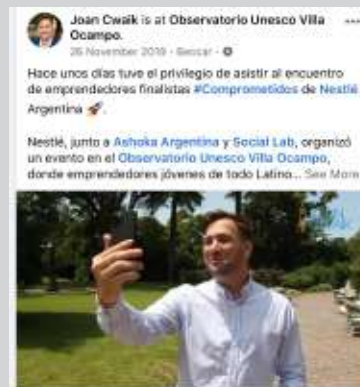 Joan Cwaik is at Observatorio Unesco Villa
Ocampo.
26 November 2019 · Beccar ·
Hace unos días tuve el privilegio de asistir al encuentro
de emprendedores finalistas #Comprometidos de Nestlé
Argentina 🚀.
Nestlé, junto a Ashoka Argentina y Social Lab, organizó
un evento en el Observatorio Unesco Villa Ocampo,
donde emprendedores jóvenes de todo Latino... See More